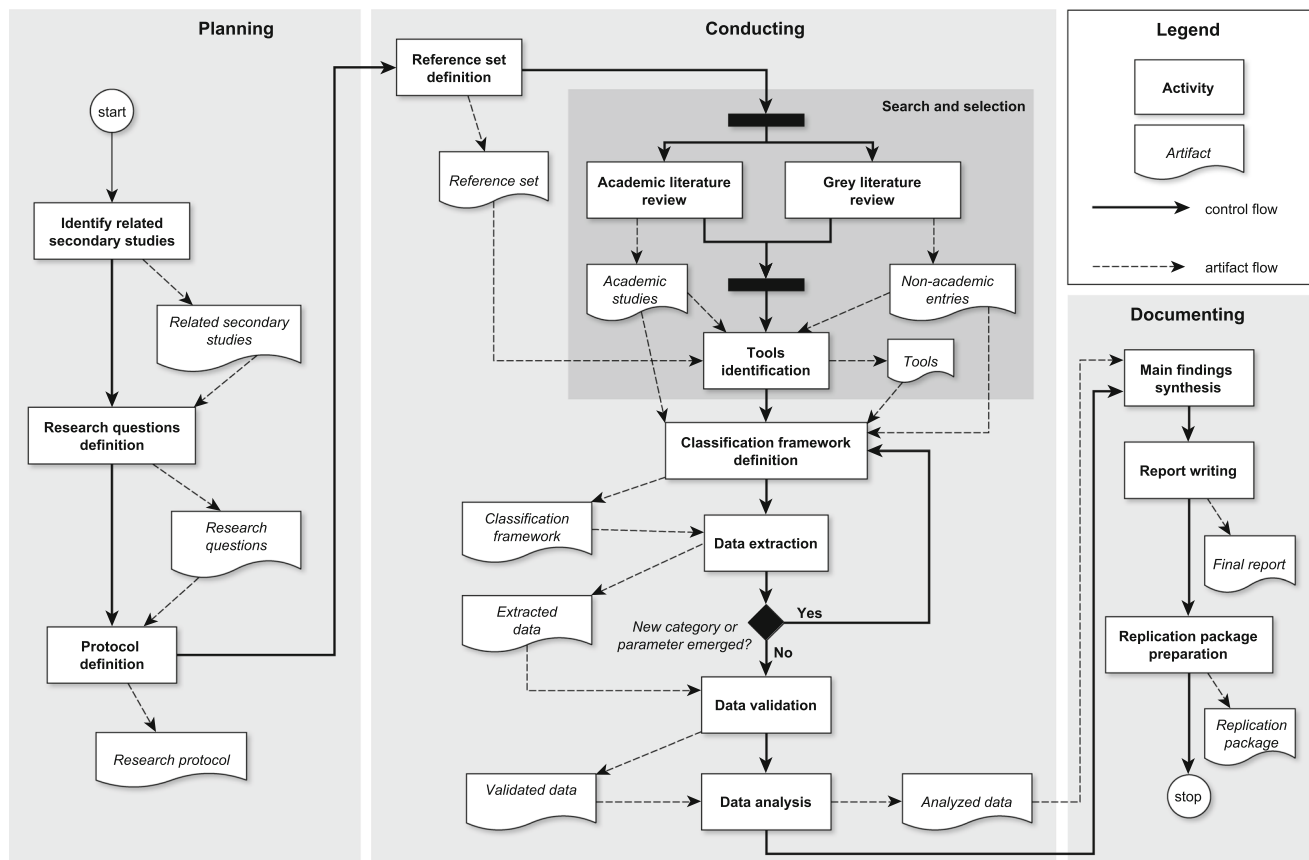 Planning
start
Identify related
secondary studies
Related secondary
studies
Research questions
definition
Research
questions
Protocol
definition
Research protocol
Conducting
Reference set
definition
Reference set
Search and selection
Academic literature
review
Grey literature
review
Academic
studies
Non-academic
entries
Tools
identification
Tools
Classification framework
definition
Classification
framework
Data extraction
Extracted
data
New category or
parameter emerged?
Yes
No
Data validation
Validated data
Data analysis
Analyzed data
Legend
Activity
Artifact
control flow
artifact flow
Documenting
Main findings
synthesis
Report writing
Final report
Replication package
preparation
Replication
package
stop